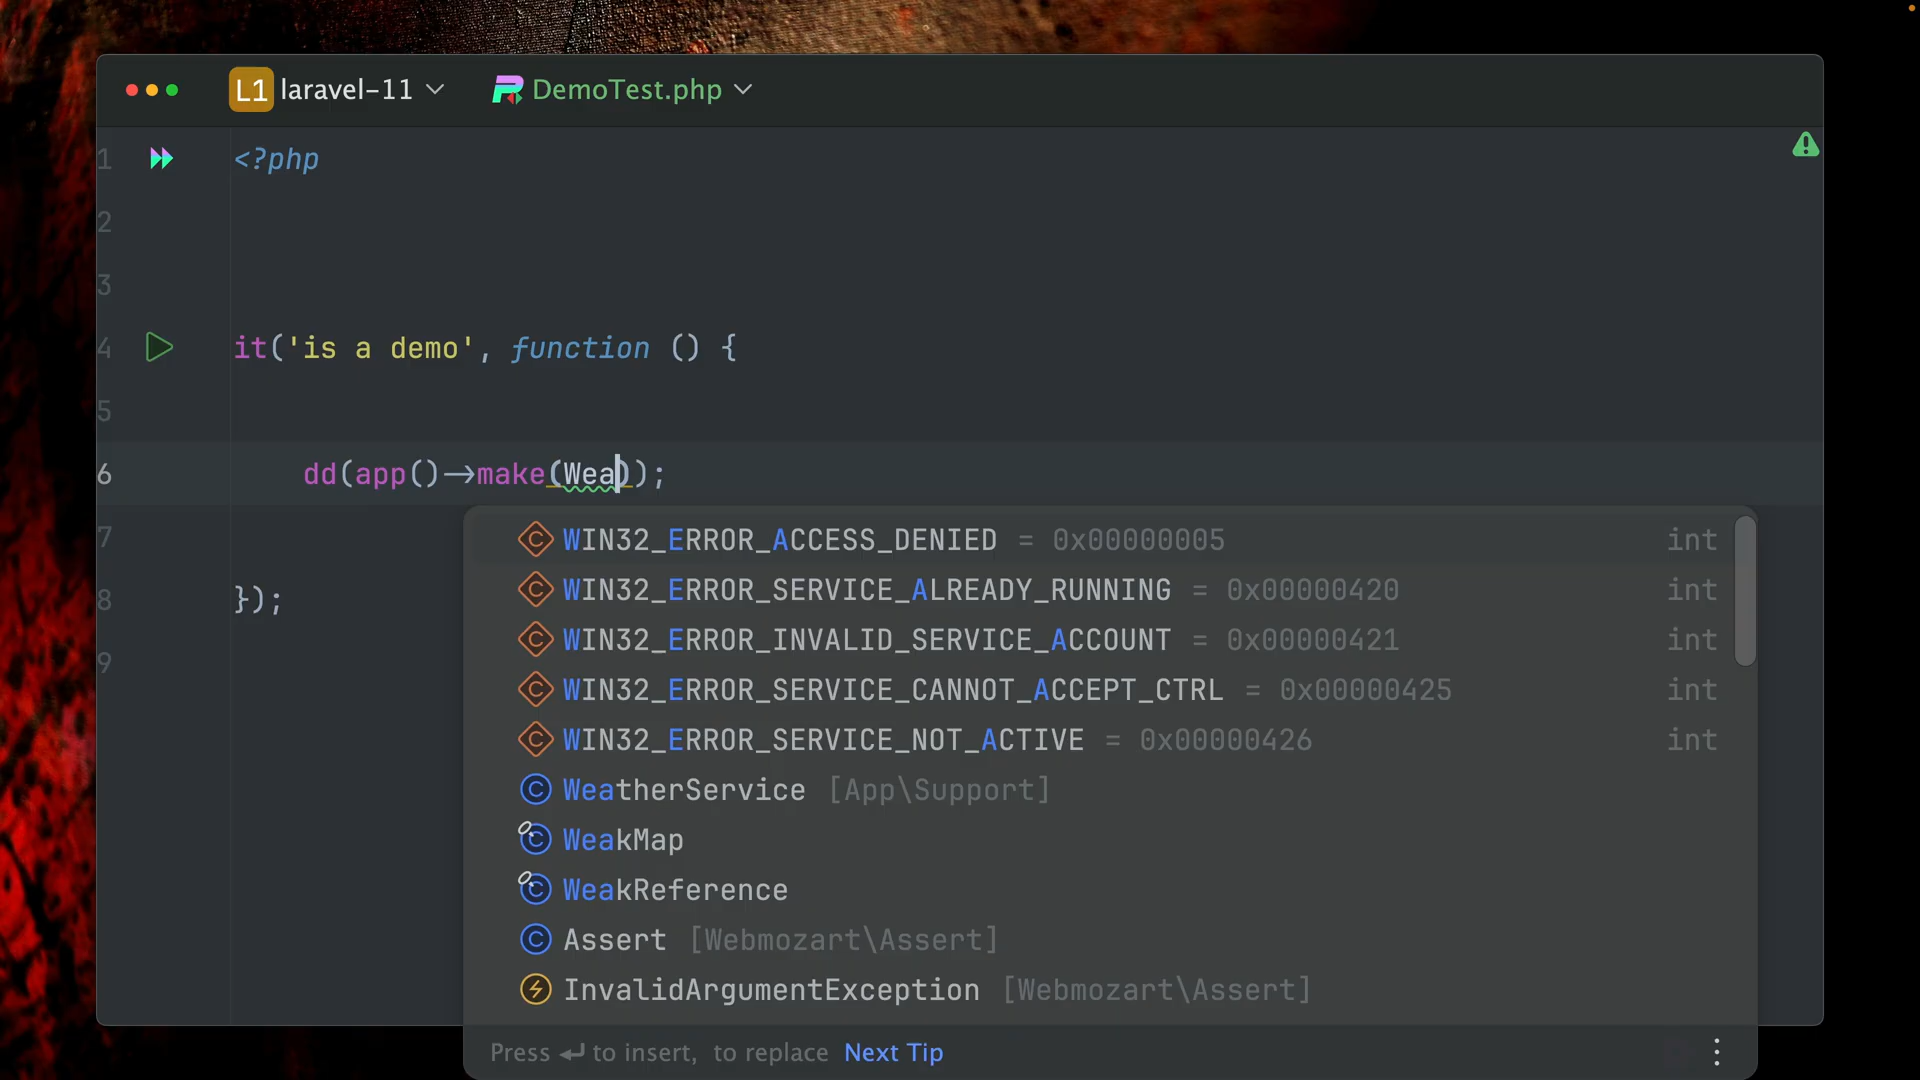 L1 laravel-11 DemoTest.php
1 <?php
2
3
4 it('is a demo', function () {
5
6 dd(app()->make(Wea));
7
8 });
9
WIN32_ERROR_ACCESS_DENIED = 0x00000005 int
WIN32_ERROR_SERVICE_ALREADY_RUNNING = 0x00000420 int
WIN32_ERROR_INVALID_SERVICE_ACCOUNT = 0x00000421 int
WIN32_ERROR_SERVICE_CANNOT_ACCEPT_CTRL = 0x00000425 int
WIN32_ERROR_SERVICE_NOT_ACTIVE = 0x00000426 int
WeatherService [App\Support]
WeakMap
WeakReference
Assert [Webmozart\Assert]
InvalidArgumentException [Webmozart\Assert]
Press ↵ to insert, to replace Next Tip